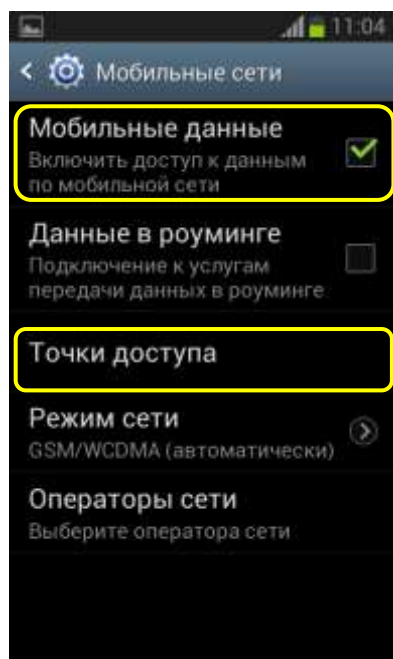 11:04
Мобильные сети
Мобильные данные
Включить доступ к данным
по мобильной сети
Данные в роуминге
Подключение к услугам
передачи данных в роуминге
Точки доступа
Режим сети
GSM/WCDMA (автоматически)
Операторы сети
Выберите оператора сети